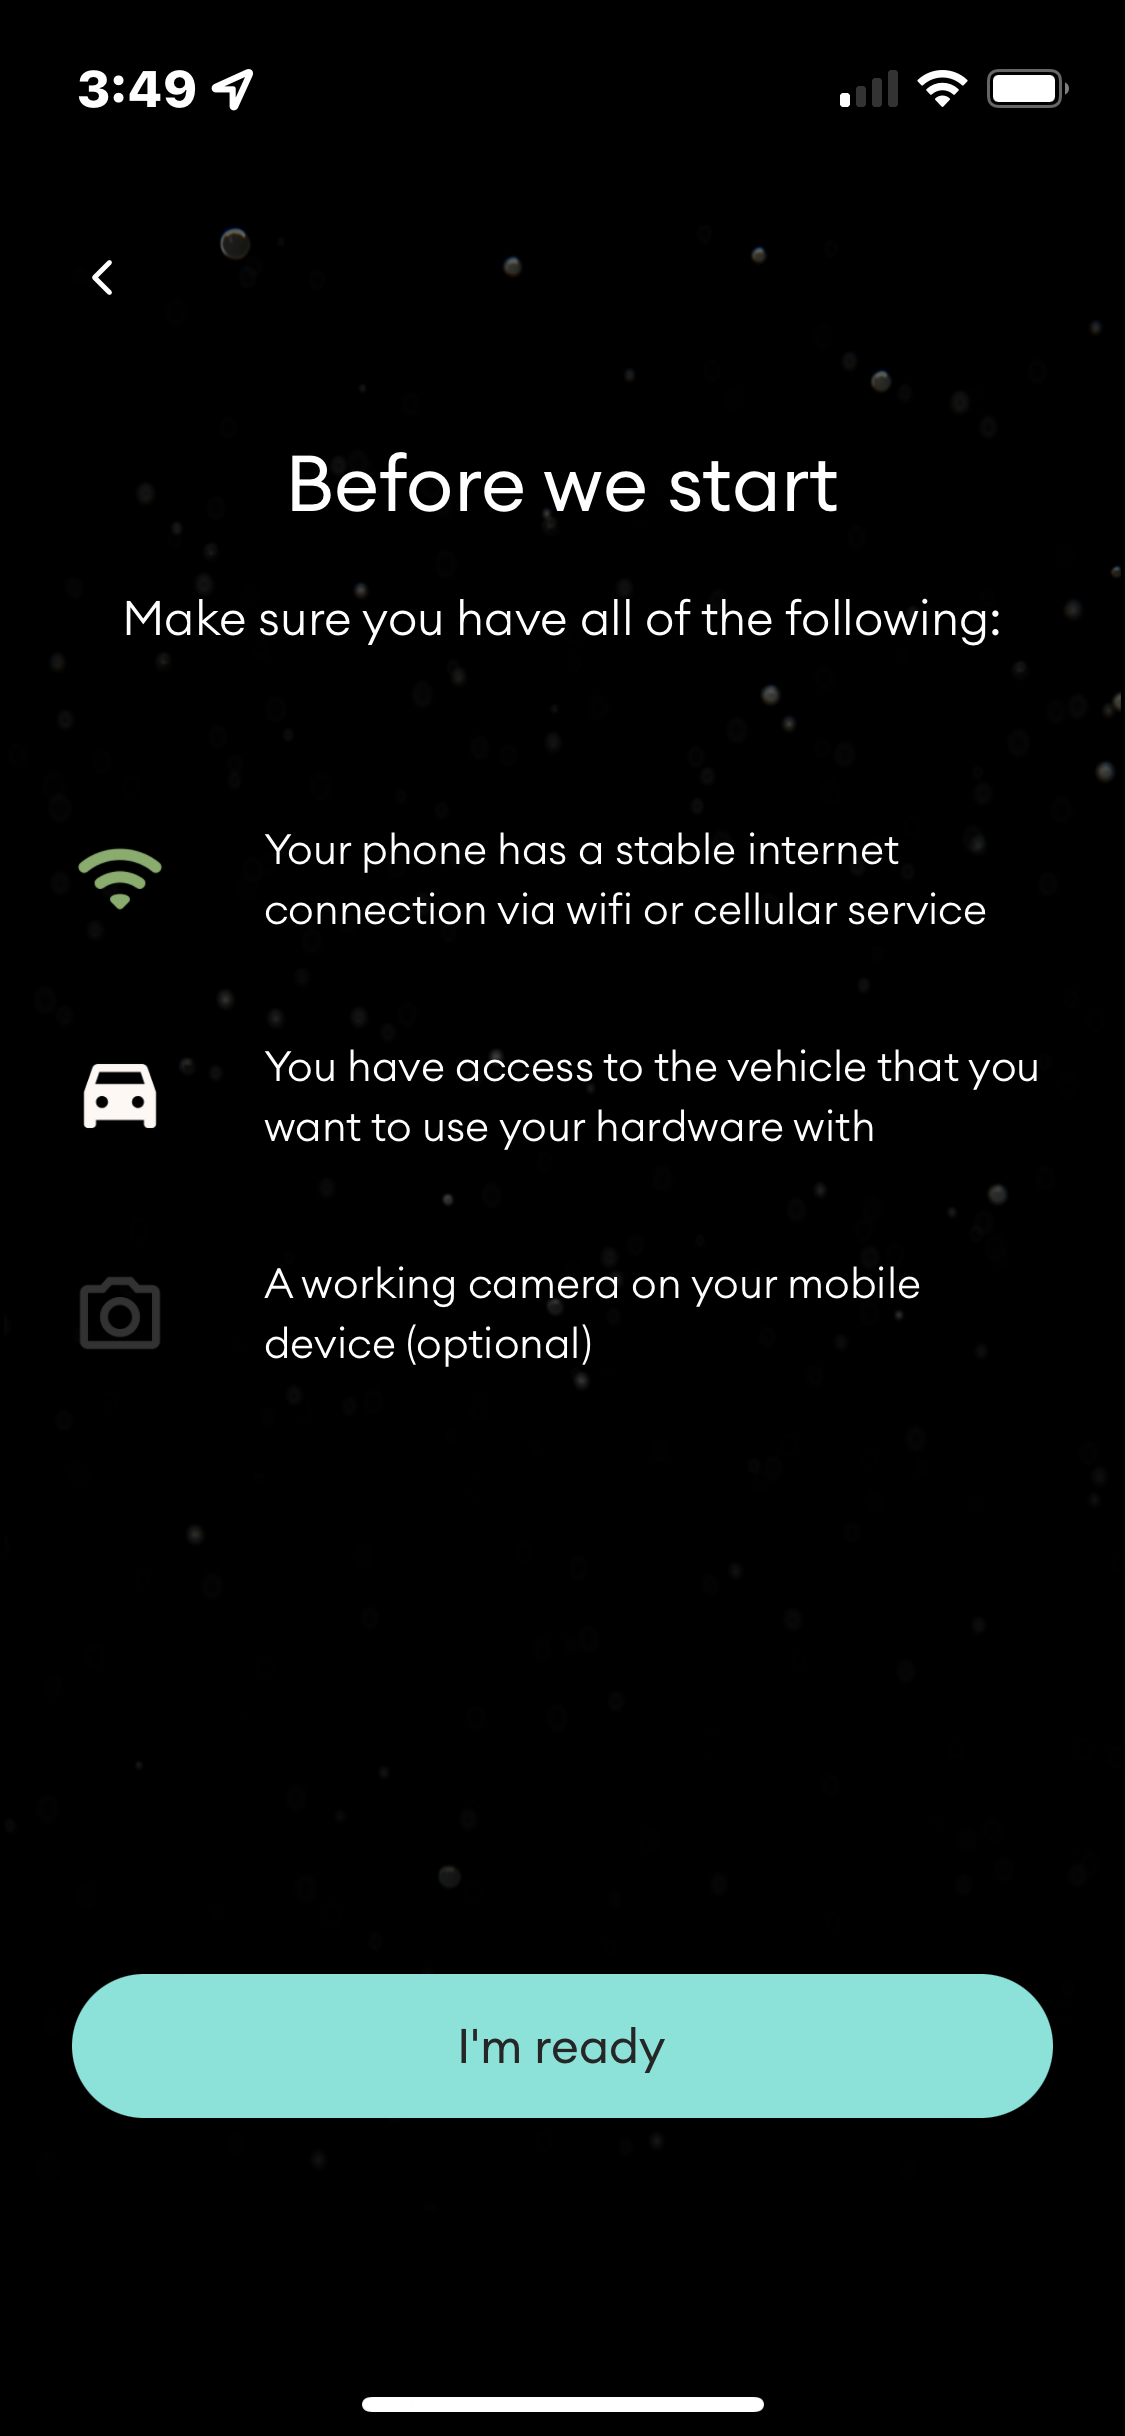 3:49
Before we start
Make sure you have all of the following:
Your phone has a stable internet
connection via wifi or cellular service
You have access to the vehicle that you
want to use your hardware with
A working camera on your mobile
device (optional)
I'm ready